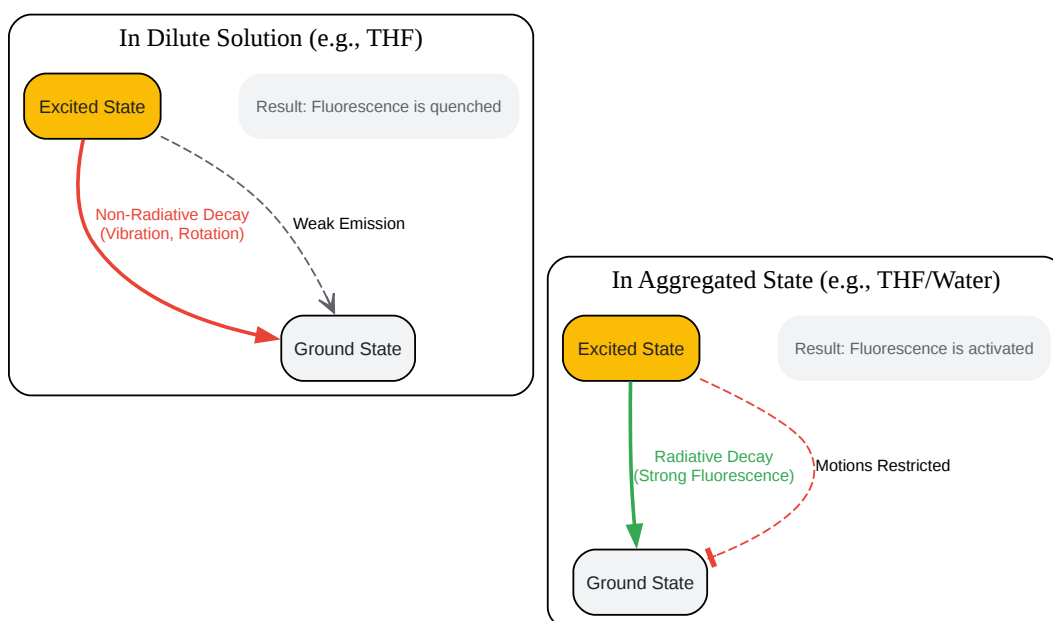 In Dilute Solution (e.g., THF)
Excited State
Result: Fluorescence is quenched
Non-Radiative Decay
(Vibration, Rotation)
Weak Emission
Ground State
In Aggregated State (e.g., THF/Water)
Excited State
Result: Fluorescence is activated
Radiative Decay
(Strong Fluorescence)
Motions Restricted
Ground State